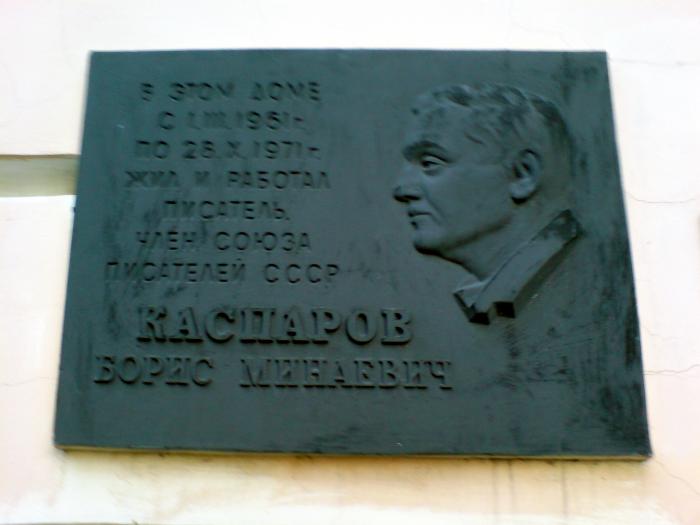 В ЭТОМ ДОМЕ
С 1.III.1961г.
ПО 28.X.1971г.
ЖИЛ И РАБОТАЛ
ПИСАТЕЛЬ,
ЧЛЕН СОЮЗА
ПИСАТЕЛЕЙ СССР
КАСПАРОВ
БОРИС МИНАЕВИЧ